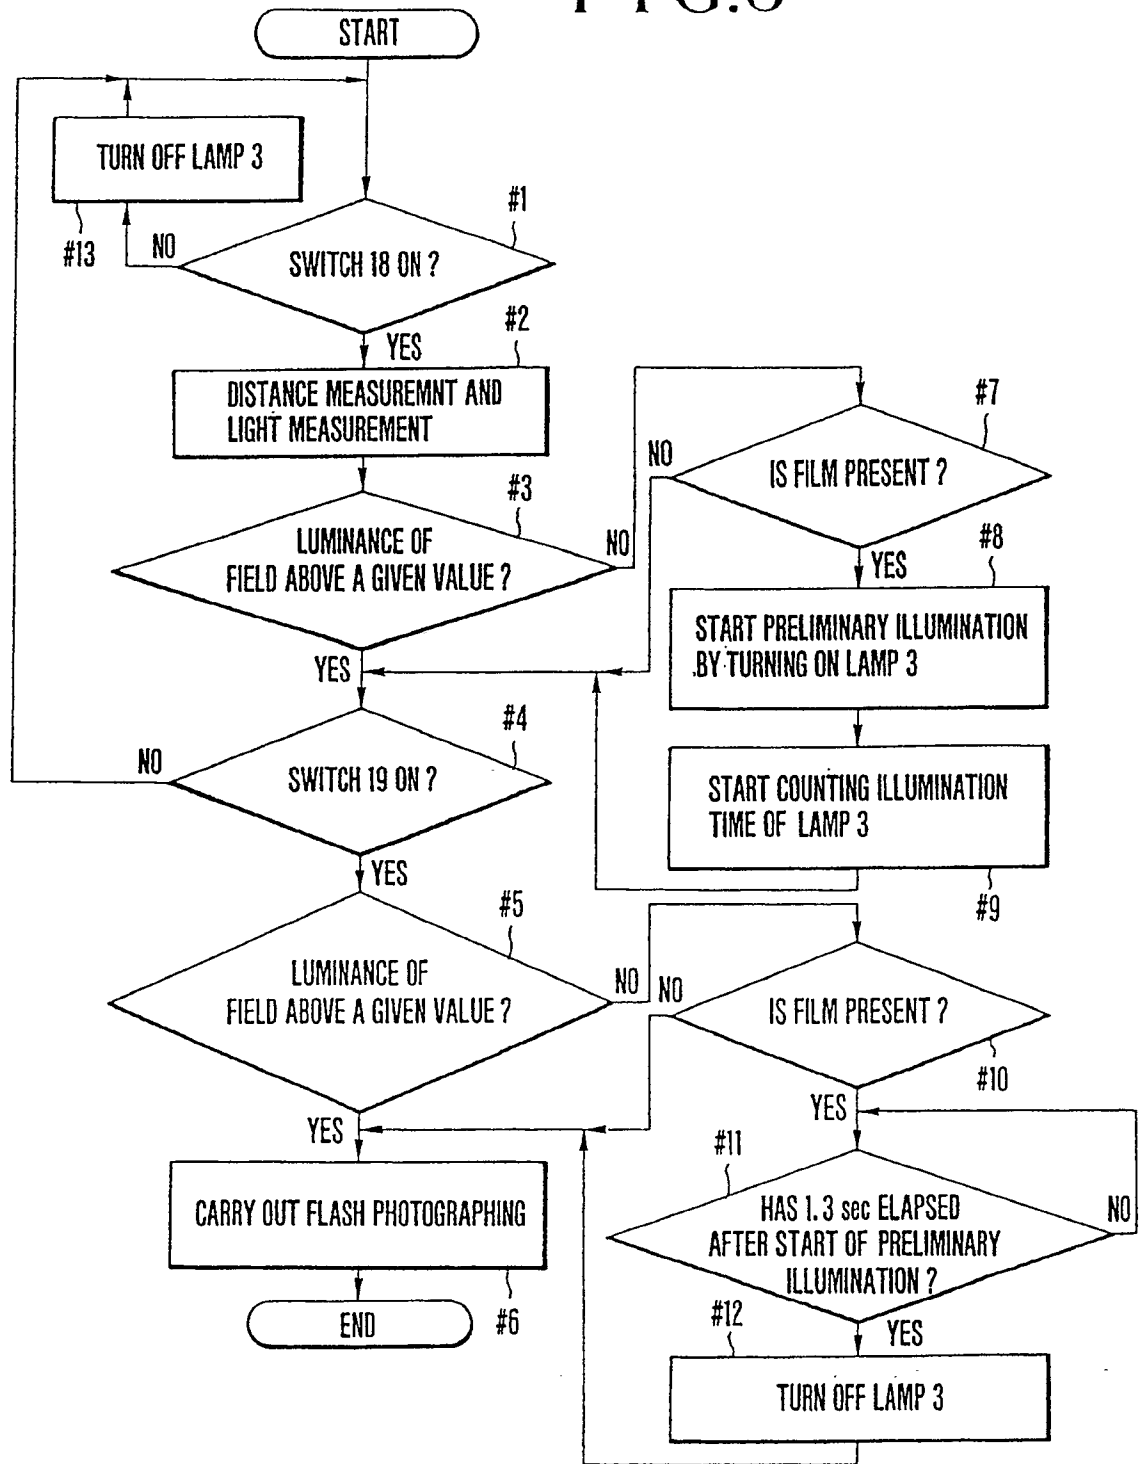 START
TURN OFF LAMP 3
#13
NO
#1
SWITCH 18 ON ?
YES
#2
DISTANCE MEASUREMNT AND
LIGHT MEASUREMENT
#3
LUMINANCE OF
FIELD ABOVE A GIVEN VALUE ?
NO
YES
#7
NO
IS FILM PRESENT ?
YES
#8
START PRELIMINARY ILLUMINATION
BY TURNING ON LAMP 3
START COUNTING ILLUMINATION
TIME OF LAMP 3
#9
#4
NO
SWITCH 19 ON ?
YES
#5
LUMINANCE OF
FIELD ABOVE A GIVEN VALUE ?
NO
YES
NO
IS FILM PRESENT ?
#10
YES
#11
HAS 1.3 sec ELAPSED
AFTER START OF PRELIMINARY
ILLUMINATION ?
NO
YES
#12
TURN OFF LAMP 3
CARRY OUT FLASH PHOTOGRAPHING
#6
END